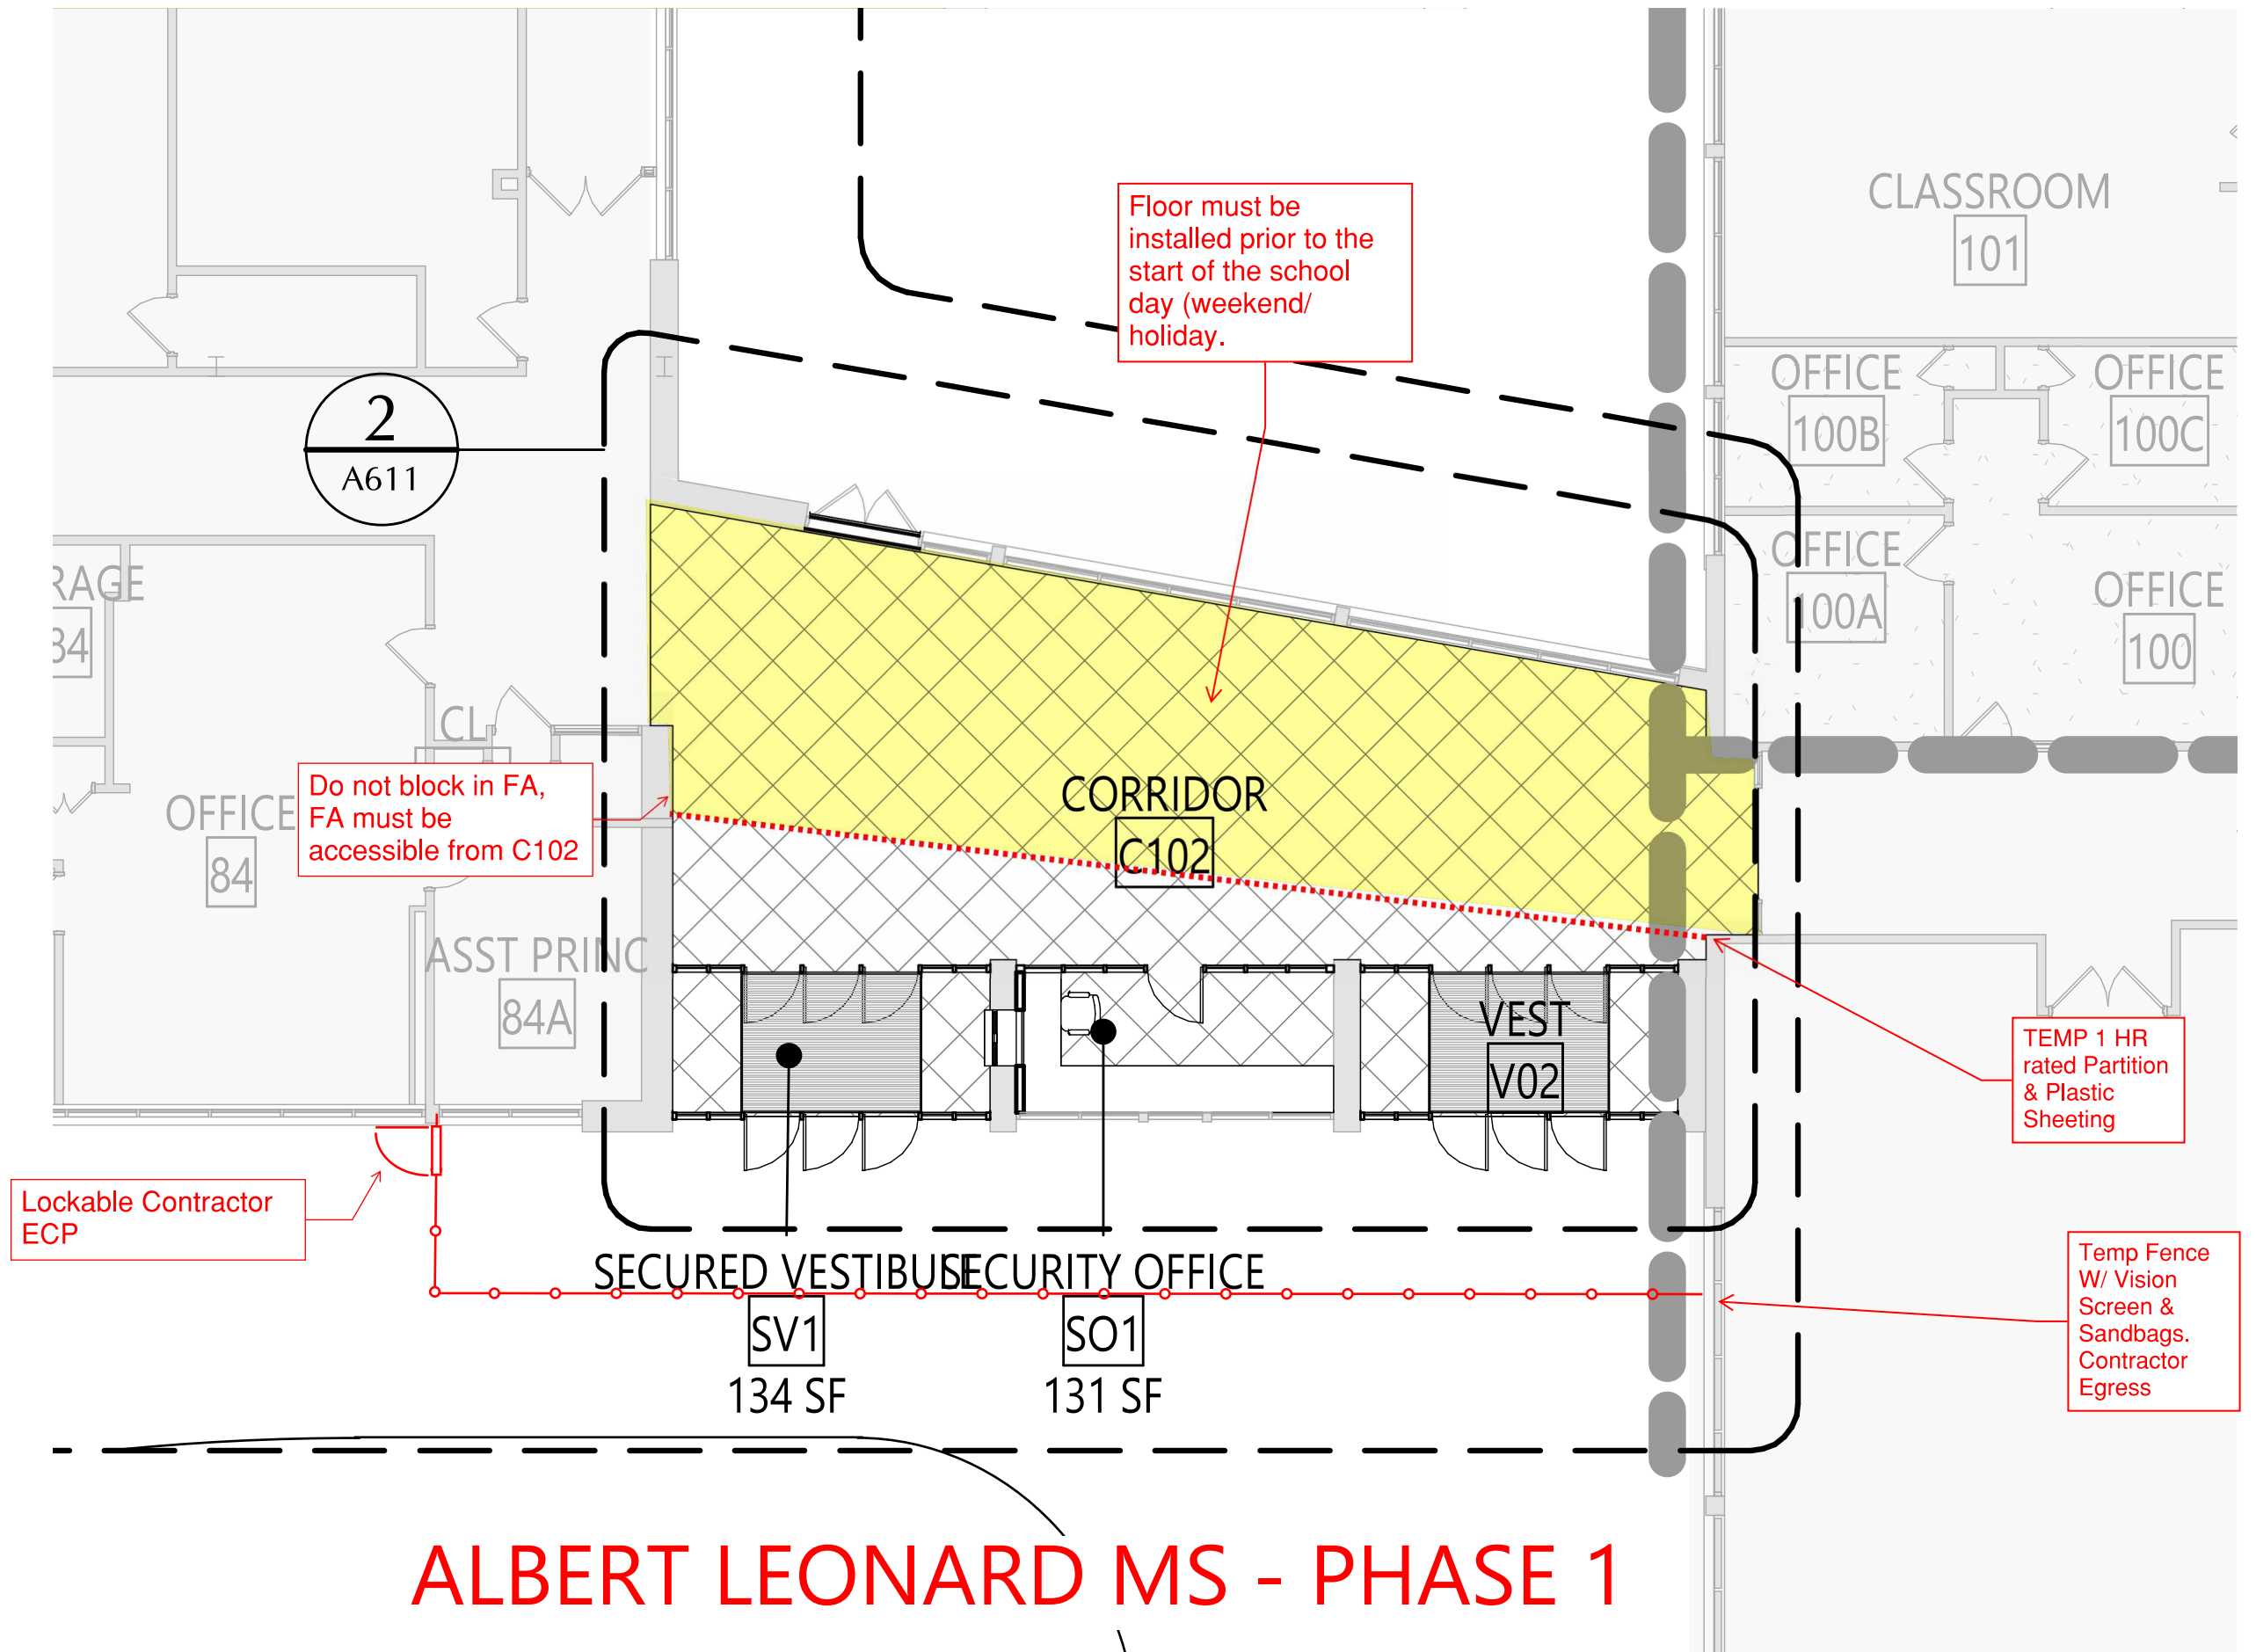 CLASSROOM
101
Floor must be
installed prior to the
start of the school
day (weekend/
holiday.
OFFICE
100B
OFFICE
100C
2
A611
OFFICE
100A
OFFICE
100
RAGE
84
CL
Do not block in FA,
FA must be
accessible from C102
OFFICE
84
CORRIDOR
C102
ASST PRINC
84A
VEST
V02
TEMP 1 HR
rated Partition
& Plastic
Sheeting
Lockable Contractor
ECP
SECURED VESTIBULE
SECURITY OFFICE
SV1
134 SF
SO1
131 SF
Temp Fence
W/ Vision
Screen &
Sandbags.
Contractor
Egress
ALBERT LEONARD MS - PHASE 1